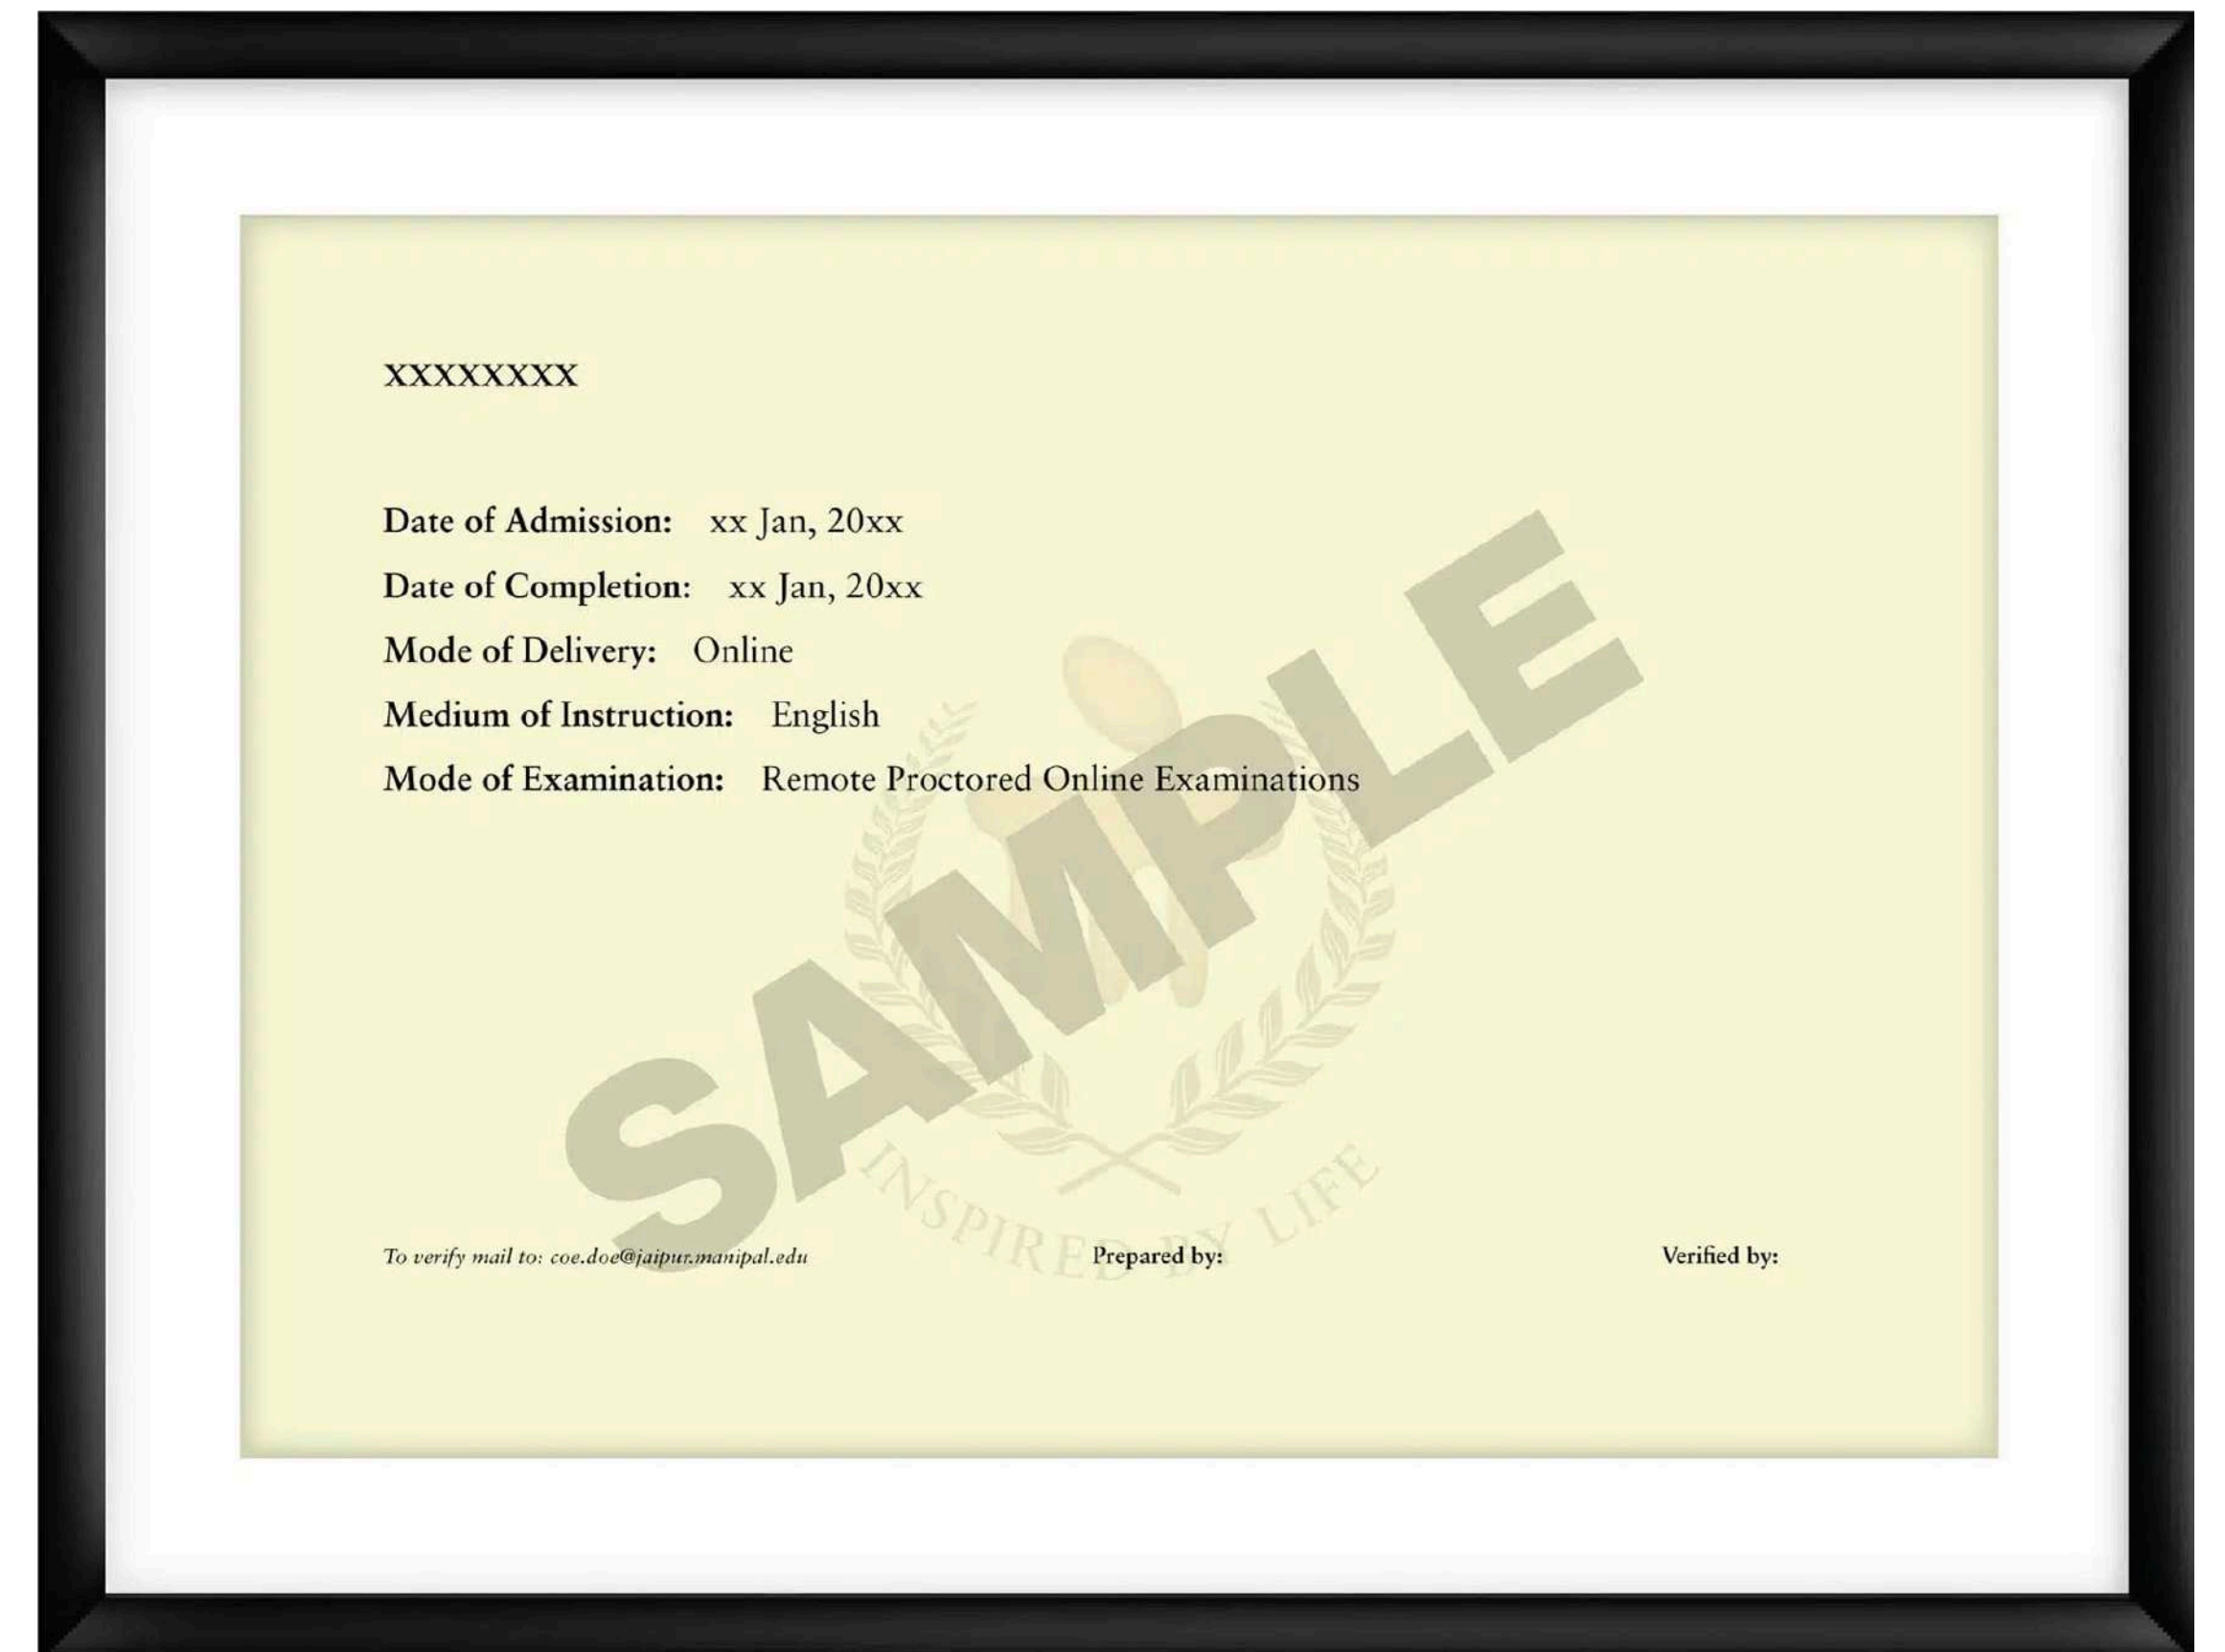 XXXXXXXX
Date of Admission: xx Jan, 20xx
Date of Completion: xx Jan, 20xx
Mode of Delivery: Online
Medium of Instruction: English
Mode of Examination: Remote Proctored Online Examinations
SAMPLE
INSPIRED BY LIFE
To verify mail to: coe.doe@jaipur.manipal.edu Prepared by: Verified by: